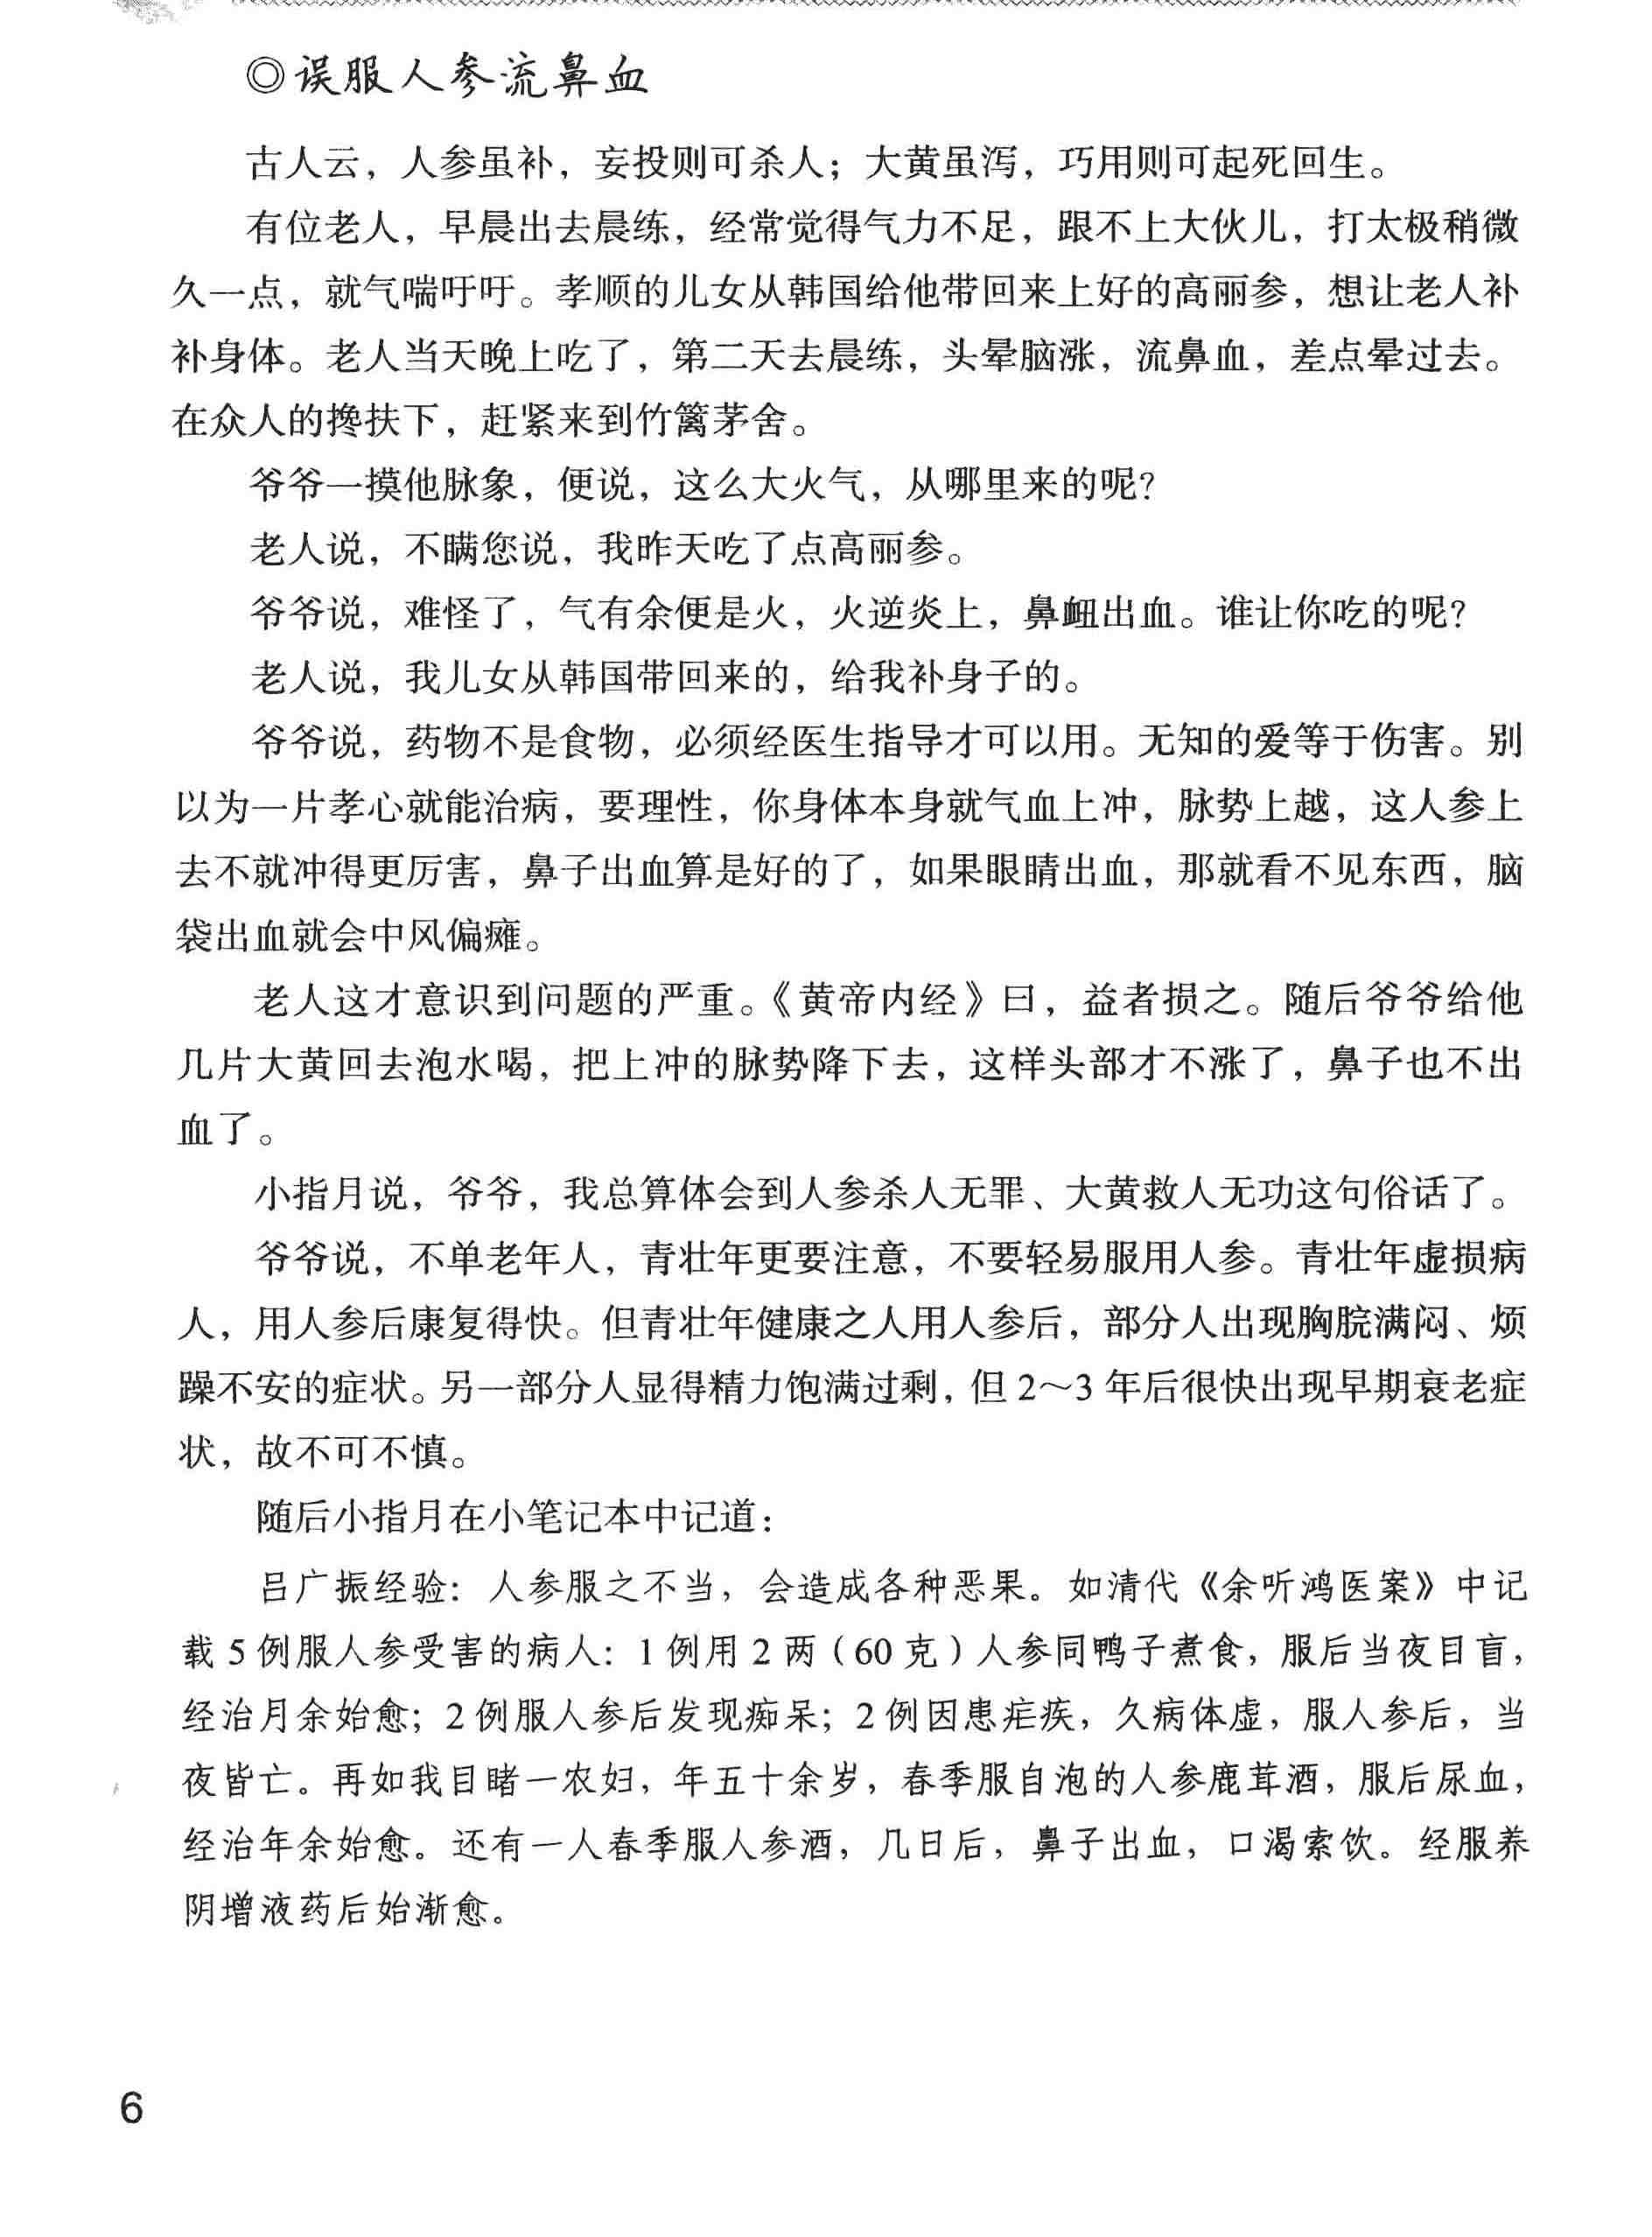 ◎误服人参流鼻血
古人云，人参虽补，妄投则可杀人；大黄虽泻，巧用则可起死回生。
有位老人，早晨出去晨练，经常觉得气力不足，跟不上大伙儿，打太极稍微
久一点，就气喘吁吁。孝顺的儿女从韩国给他带回来上好的高丽参，想让老人补
补身体。老人当天晚上吃了，第二天去晨练，头晕脑涨，流鼻血，差点晕过去。
在众人的搀扶下，赶紧来到竹篱茅舍。
爷爷一摸他脉象，便说，这么大火气，从哪里来的呢？
老人说，不瞒您说，我昨天吃了点高丽参。
爷爷说，难怪了，气有余便是火，火逆炎上，鼻衄出血。谁让你吃的呢？
老人说，我儿女从韩国带回来的，给我补身子的。
爷爷说，药物不是食物，必须经医生指导才可以用。无知的爱等于伤害。别
以为一片孝心就能治病，要理性，你身体本身就气血上冲，脉势上越，这人参上
去不就冲得更厉害，鼻子出血算是好的了，如果眼睛出血，那就看不见东西，脑
袋出血就会中风偏瘫。
老人这才意识到问题的严重。《黄帝内经》曰，益者损之。随后爷爷给他
几片大黄回去泡水喝，把上冲的脉势降下去，这样头部才不涨了，鼻子也不出
血了。
小指月说，爷爷，我总算体会到人参杀人无罪、大黄救人无功这句俗话了。
爷爷说，不单老年人，青壮年更要注意，不要轻易服用人参。青壮年虚损病
人，用人参后康复得快。但青壮年健康之人用人参后，部分人出现胸脘满闷、烦
躁不安的症状。另一部分人显得精力饱满过剩，但2～3年后很快出现早期衰老症
状，故不可不慎。
随后小指月在小笔记本中记道：
吕广振经验：人参服之不当，会造成各种恶果。如清代《余听鸿医案》中记
载5例服人参受害的病人：1例用2两（60克）人参同鸭子煮食，服后当夜目盲，
经治月余始愈；2例服人参后发现痴呆；2例因患疟疾，久病体虚，服人参后，当
夜皆亡。再如我目睹一农妇，年五十余岁，春季服自泡的人参鹿茸酒，服后尿血，
经治年余始愈。还有一人春季服人参酒，几日后，鼻子出血，口渴索饮。经服养
阴增液药后始渐愈。
6